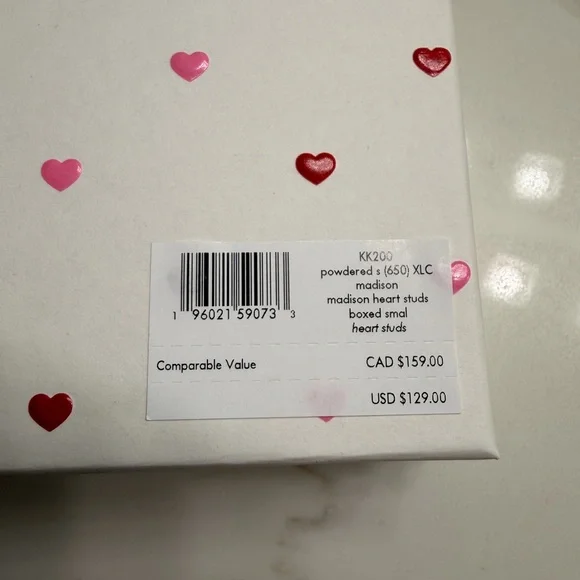 KK200
powdered s (650) XLC
madison
madison heart studs
boxed smal
heart studs
1 96021 59073 3
Comparable Value CAD $159.00
USD $129.00